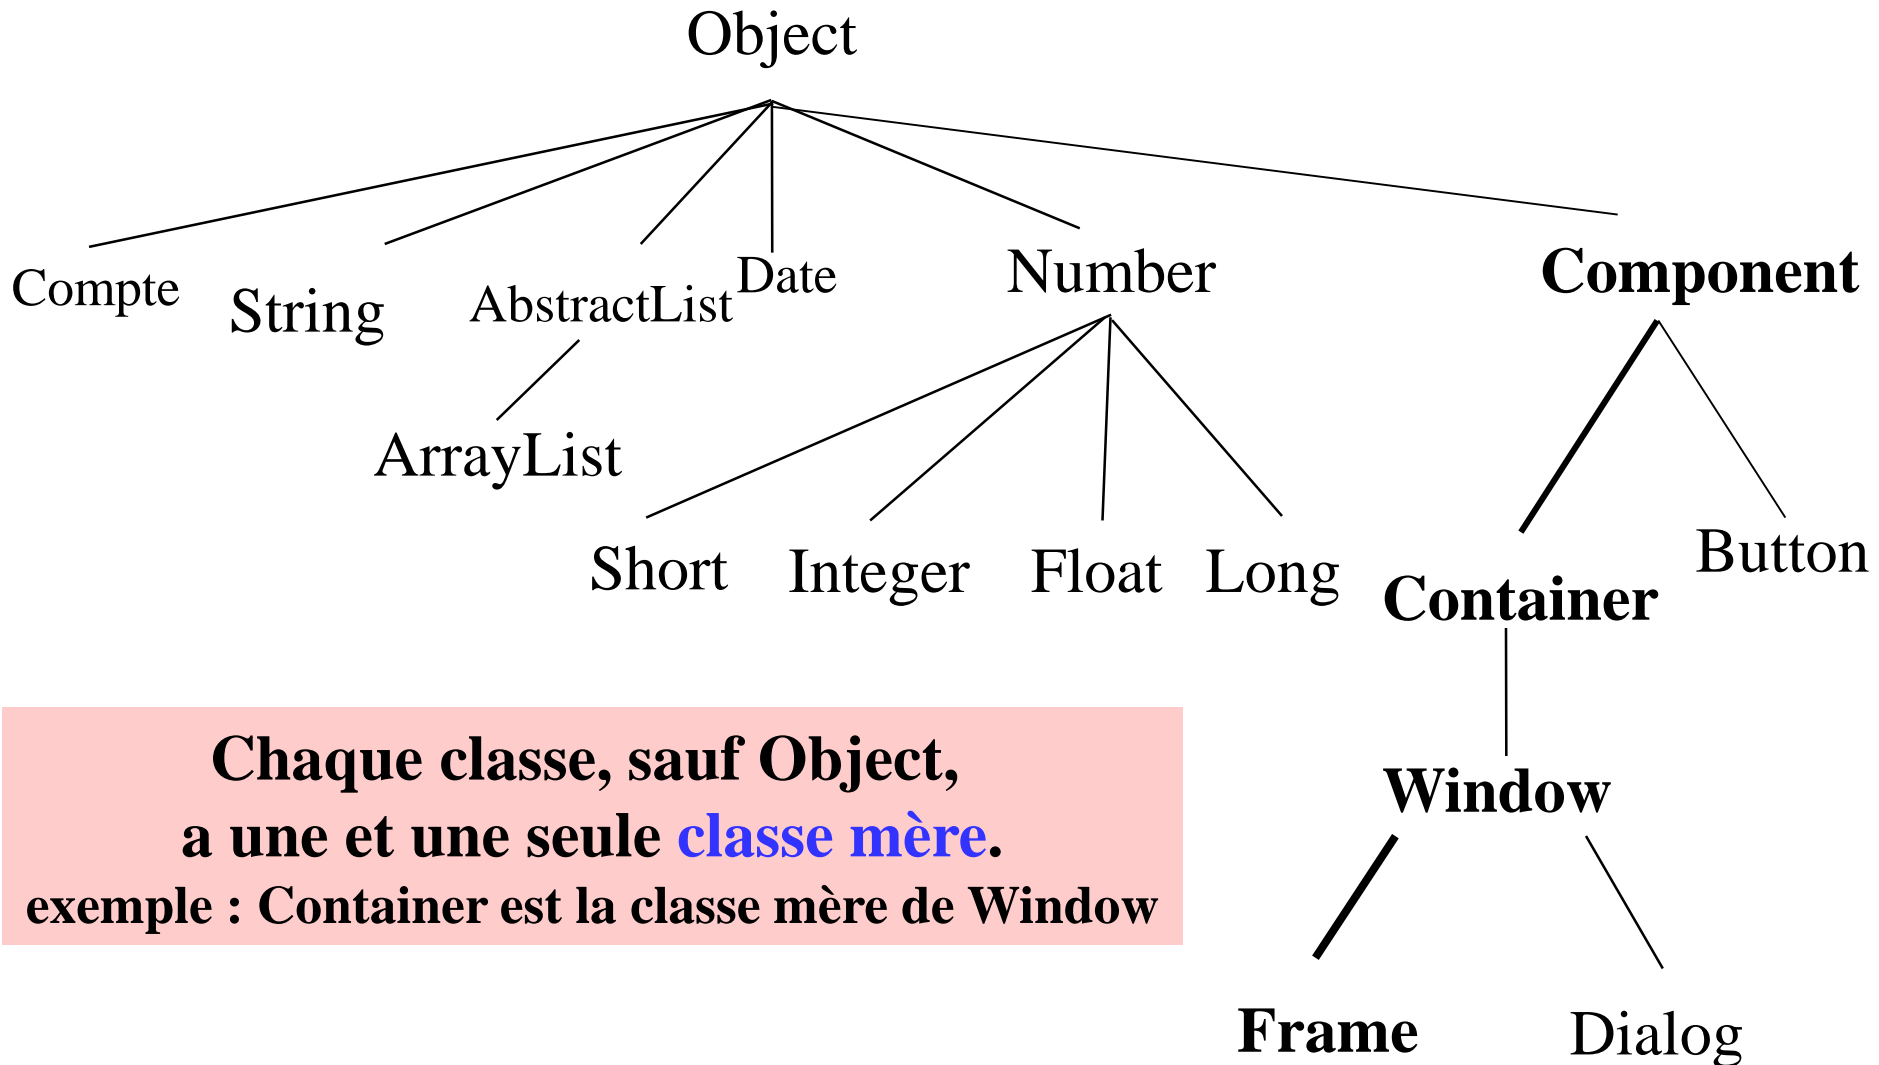 Object
Compte String AbstractList Date Number Component
ArrayList
Short Integer Float Long Button
Container
Chaque classe, sauf Object,
a une et une seule classe mère.
exemple : Container est la classe mère de Window
Window
Frame Dialog